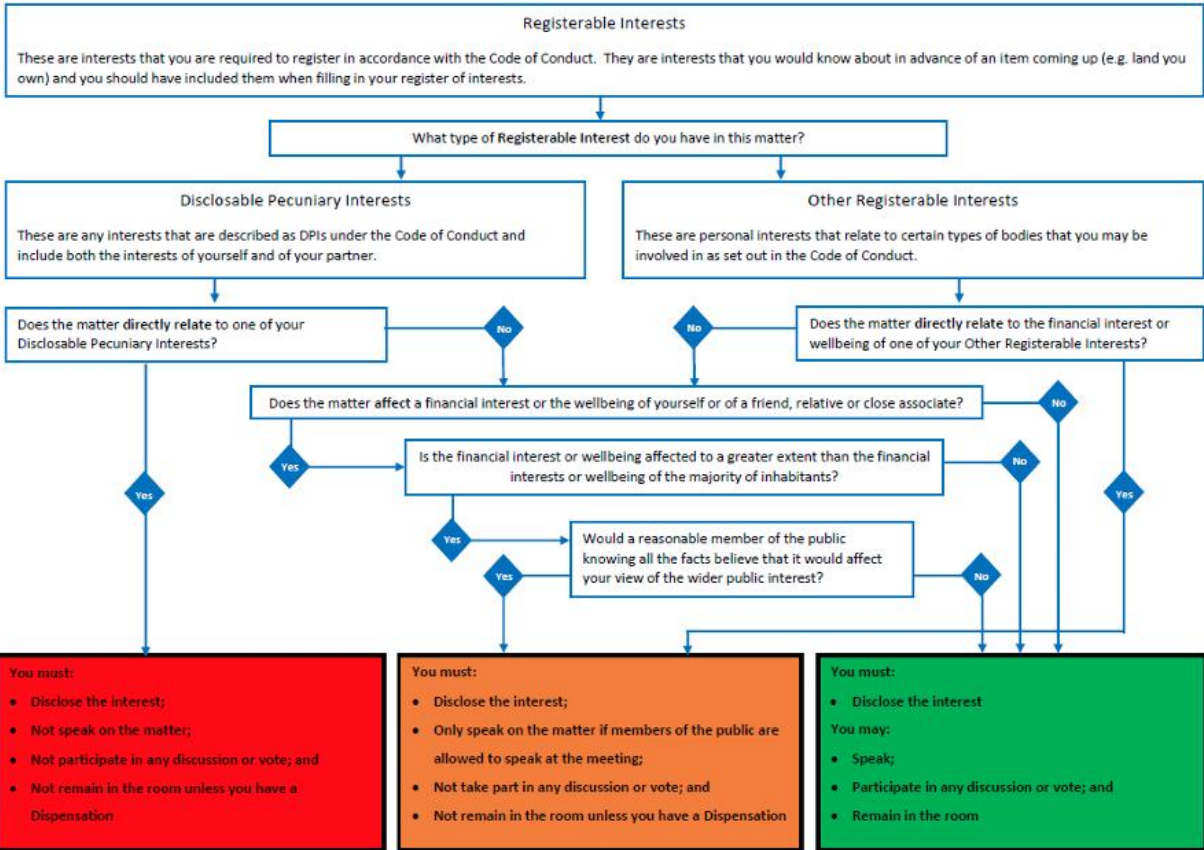 Registerable Interests
These are interests that you are required to register in accordance with the Code of Conduct. They are interests that you would know about in advance of an item coming up (e.g. land you
own) and you should have included them when filling in your register of interests.
What type of Registerable Interest do you have in this matter?
Disclosable Pecuniary Interests
These are any interests that are described as DPIs under the Code of Conduct and
include both the interests of yourself and of your partner.
Other Registerable Interests
These are personal interests that relate to certain types of bodies that you may be
involved in as set out in the Code of Conduct.
Does the matter directly relate to one of your
Disclosable Pecuniary Interests?
No
No
Does the matter directly relate to the financial interest or
wellbeing of one of your Other Registerable Interests?
Does the matter affect a financial interest or the wellbeing of yourself or of a friend, relative or close associate?
No
Yes
Is the financial interest or wellbeing affected to a greater extent than the financial
interests or wellbeing of the majority of inhabitants?
No
Yes
Yes
Yes
Would a reasonable member of the public
knowing all the facts believe that it would affect
your view of the wider public interest?
Yes
No
You must:
• Disclose the interest;
• Not speak on the matter;
• Not participate in any discussion or vote; and
• Not remain in the room unless you have a
Dispensation
You must:
• Disclose the interest;
• Only speak on the matter if members of the public are
allowed to speak at the meeting;
• Not take part in any discussion or vote; and
• Not remain in the room unless you have a Dispensation
You must:
• Disclose the interest
You may:
• Speak;
• Participate in any discussion or vote; and
• Remain in the room